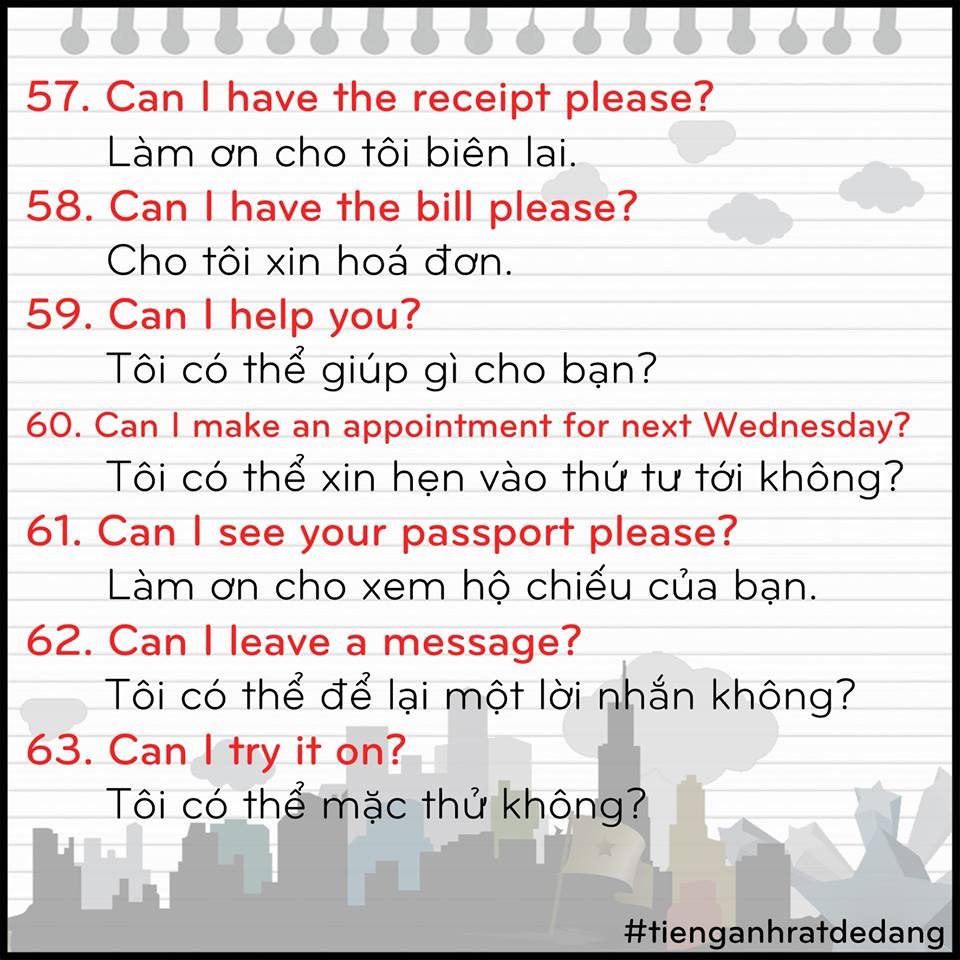 57. Can I have the receipt please?
Làm ơn cho tôi biên lai.
58. Can I have the bill please?
Cho tôi xin hoá đơn.
59. Can I help you?
Tôi có thể giúp gì cho bạn?
60. Can I make an appointment for next Wednesday?
Tôi có thể xin hẹn vào thứ tư tới không?
61. Can I see your passport please?
Làm ơn cho xem hộ chiếu của bạn.
62. Can I leave a message?
Tôi có thể để lại một lời nhắn không?
63. Can I try it on?
Tôi có thể mặc thử không?
#tienganhratdedang